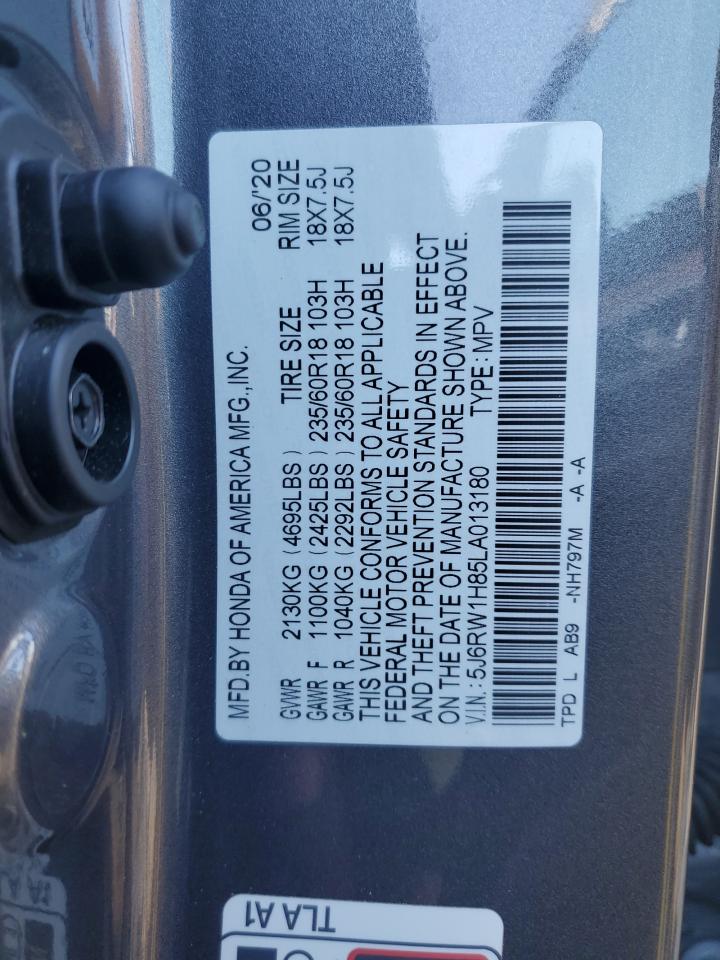 MFD.BY HONDA OF AMERICA MFG.,INC. 06/'20
GVWR 2130KG (4695LBS) TIRE SIZE RIM SIZE
GAWR F 1100KG (2425LBS) 235/60R18 103H 18X7.5J
GAWR R 1040KG (2292LBS) 235/60R18 103H 18X7.5J
THIS VEHICLE CONFORMS TO ALL APPLICABLE
FEDERAL MOTOR VEHICLE SAFETY
AND THEFT PREVENTION STANDARDS IN EFFECT
ON THE DATE OF MANUFACTURE SHOWN ABOVE.
V.I.N.: 5J6RW1H85LA013180 TYPE: MPV
TPD L AB9 -NH797M -A -A
TLA A1